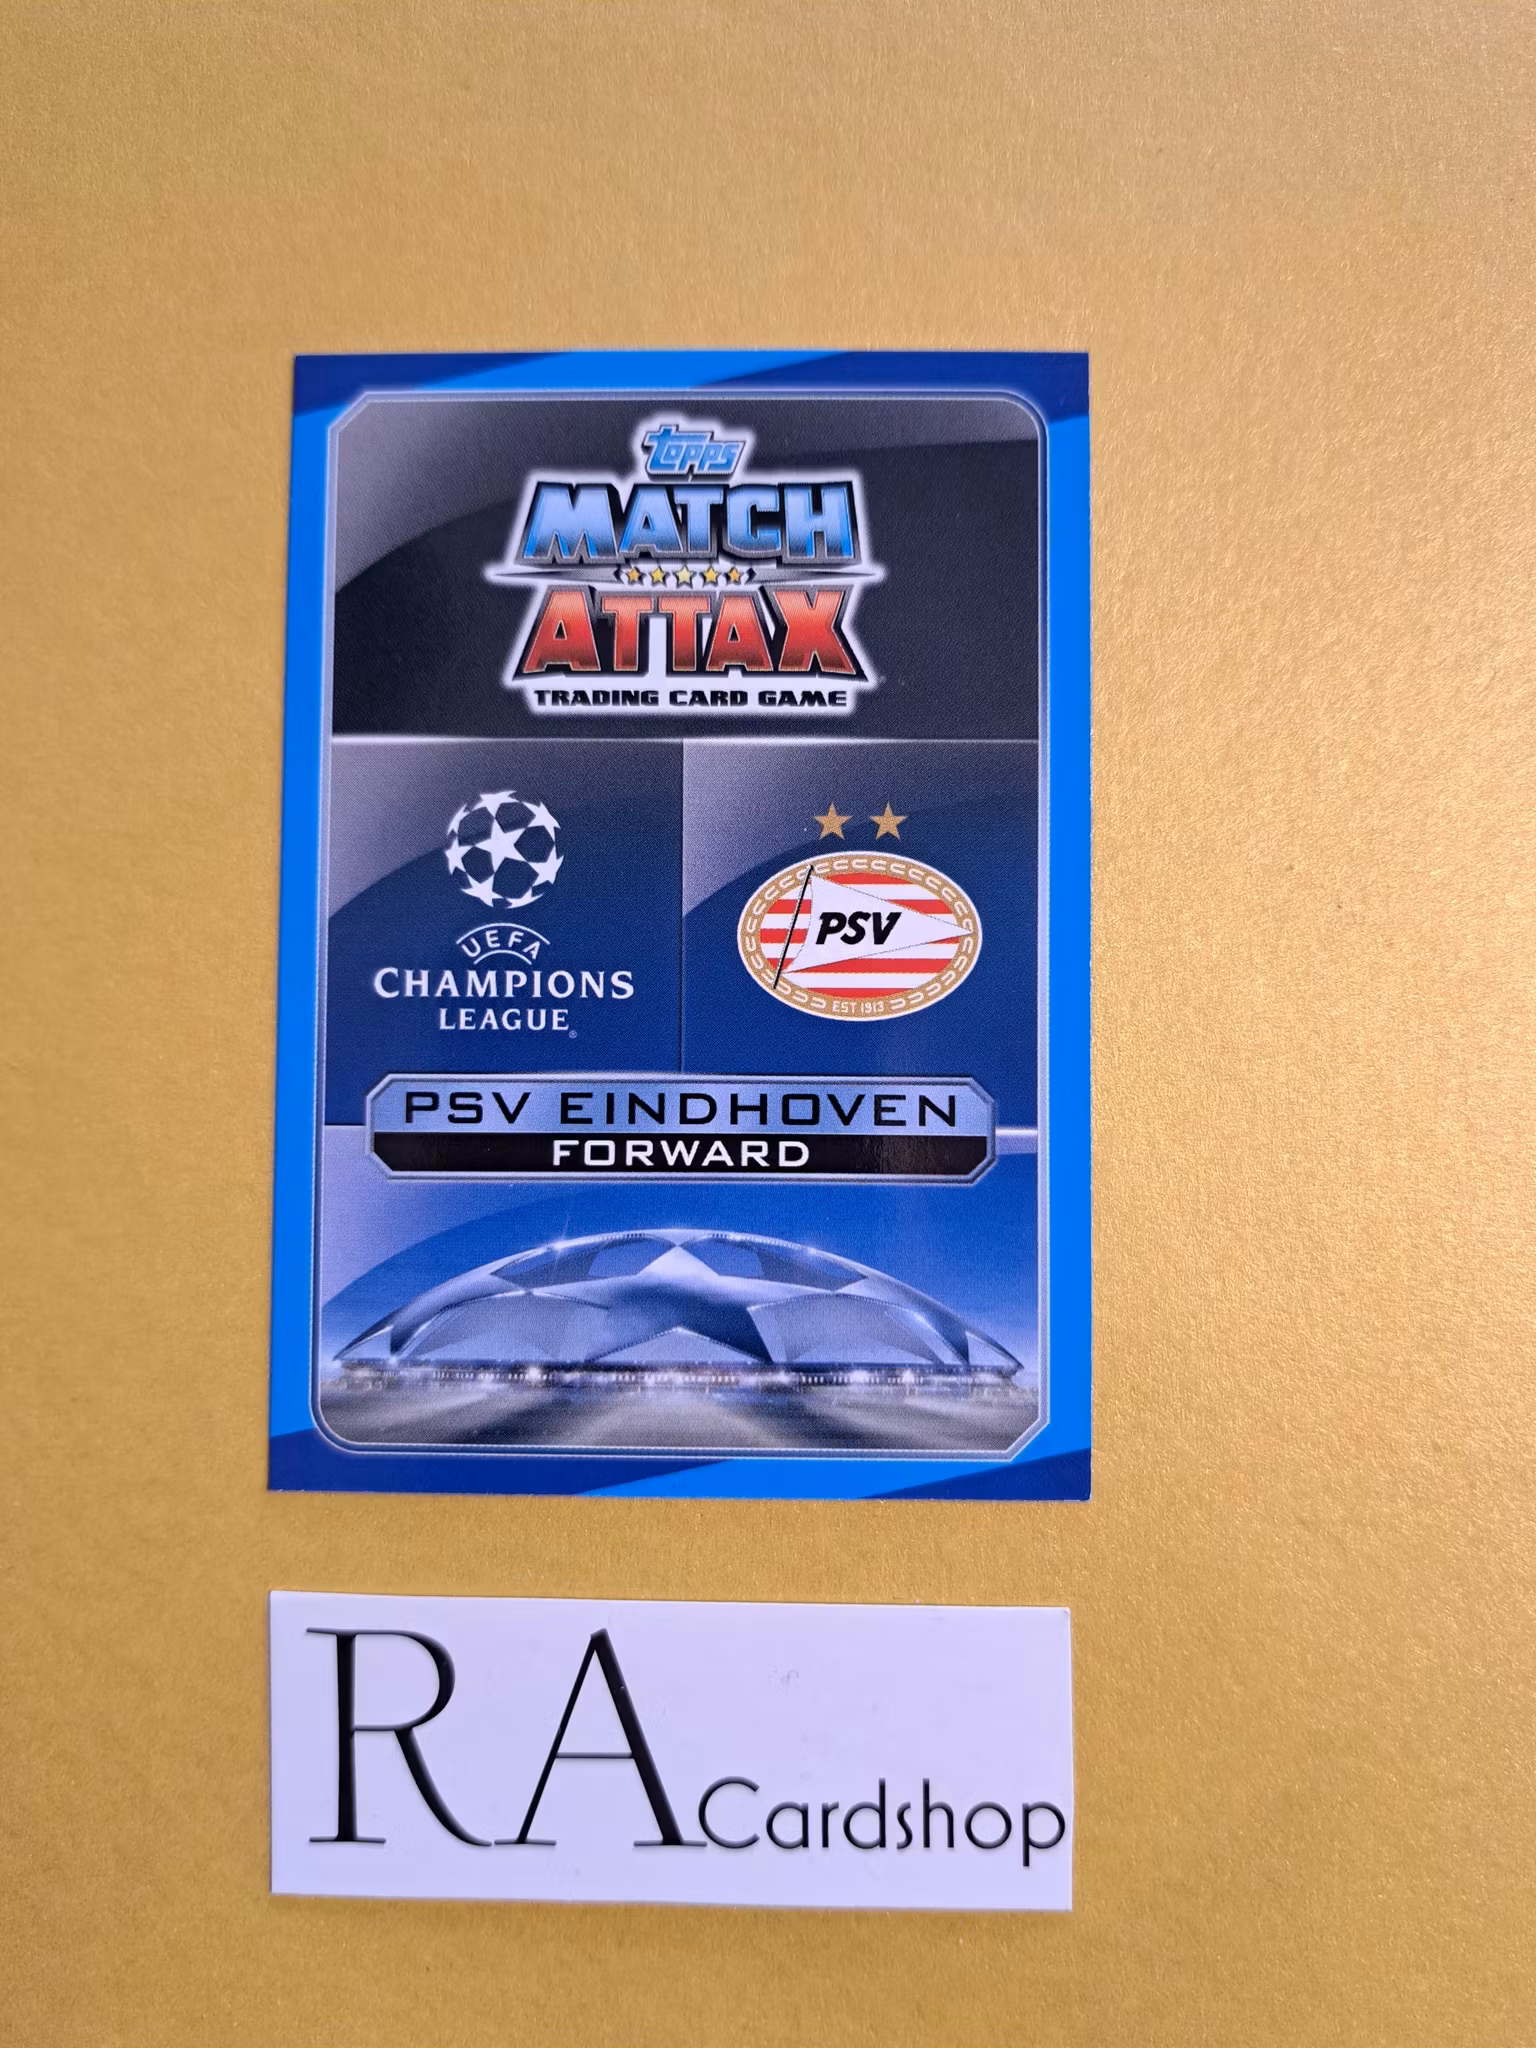 topps
MATCH
ATTAX
TRADING CARD GAME
UEFA
CHAMPIONS
LEAGUE®
PSV
EST 1913
PSV EINDHOVEN
FORWARD
RA Cardshop